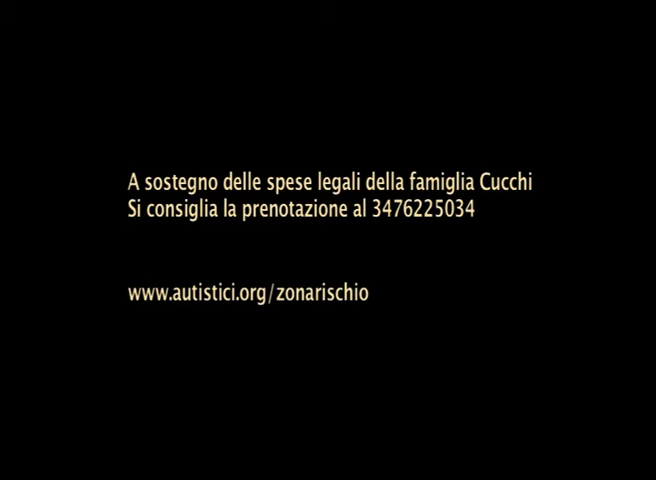 A sostegno delle spese legali della famiglia Cucchi
Si consiglia la prenotazione al 3476225034
www.autistici.org/zonarischio